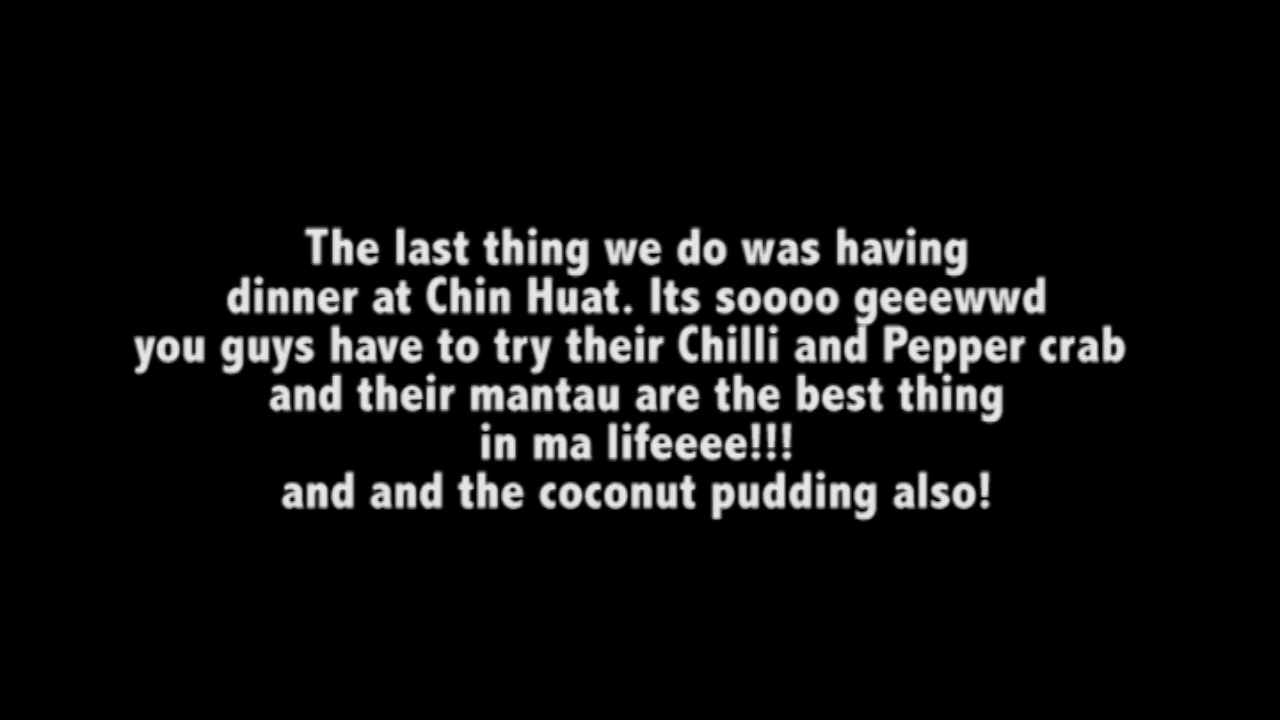 The last thing we do was having
dinner at Chin Huat. Its soooo geeewwd
you guys have to try their Chilli and Pepper crab
and their mantau are the best thing
in ma lifeeee!!!
and and the coconut pudding also!